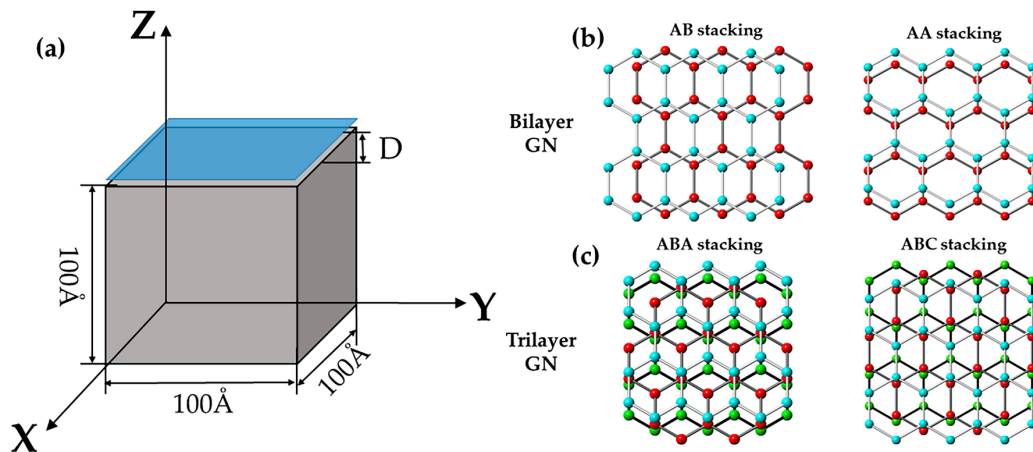 (a)
Z
D
100Å
Y
100Å
100Å
X
(b)
AB stacking
AA stacking
Bilayer
GN
(c)
ABA stacking
ABC stacking
Trilayer
GN